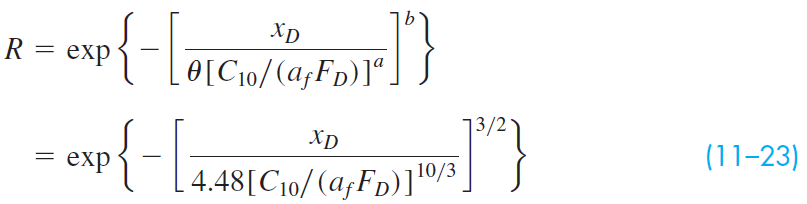 R = exp{−[x_D / θ[C_10/(a_f F_D)]^a]^b}
= exp{−[x_D / 4.48[C_10/(a_f F_D)]^10/3]^3/2} (11–23)